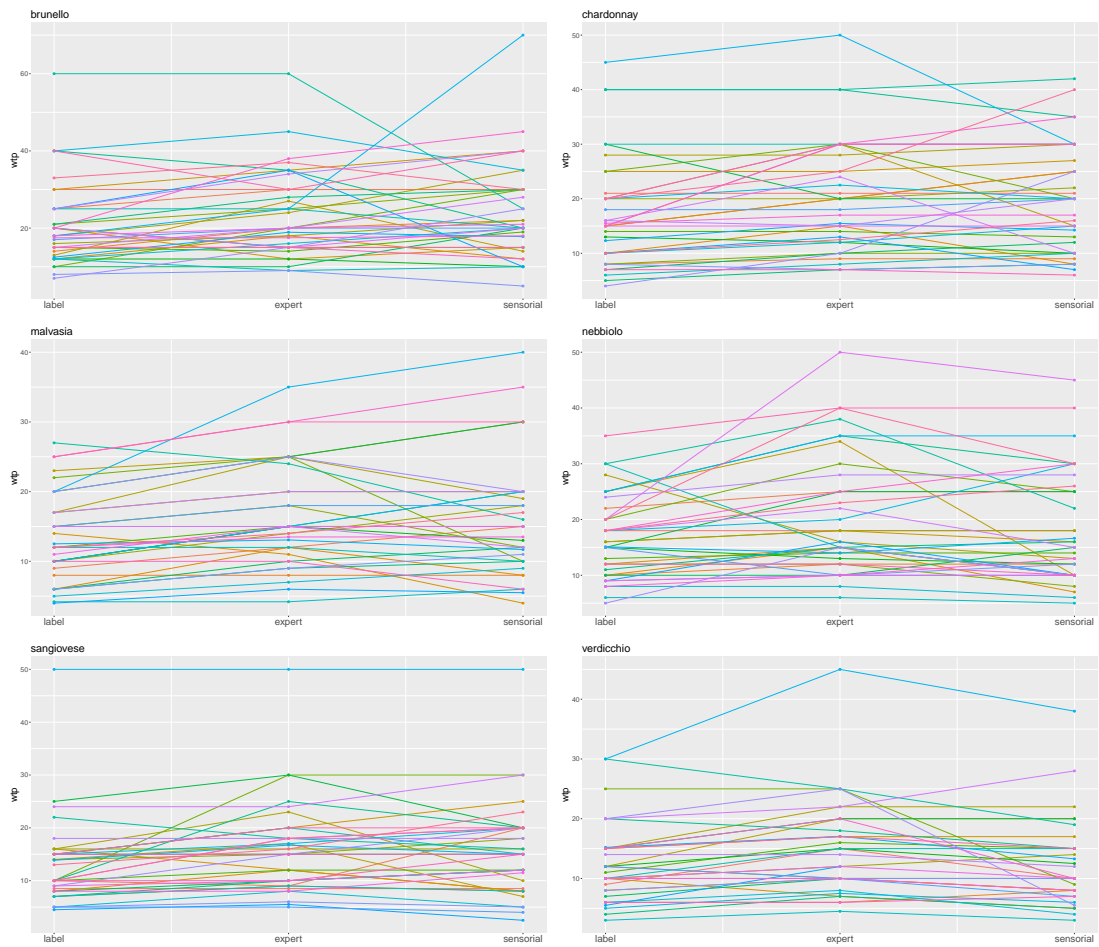 brunello
60
40
20
wtp
label expert sensorial
chardonnay
50
40
30
20
10
wtp
label expert sensorial
malvasia
40
30
20
10
wtp
label expert sensorial
nebbiolo
50
40
30
20
10
wtp
label expert sensorial
sangiovese
50
40
30
20
10
wtp
label expert sensorial
verdicchio
40
30
20
10
wtp
label expert sensorial